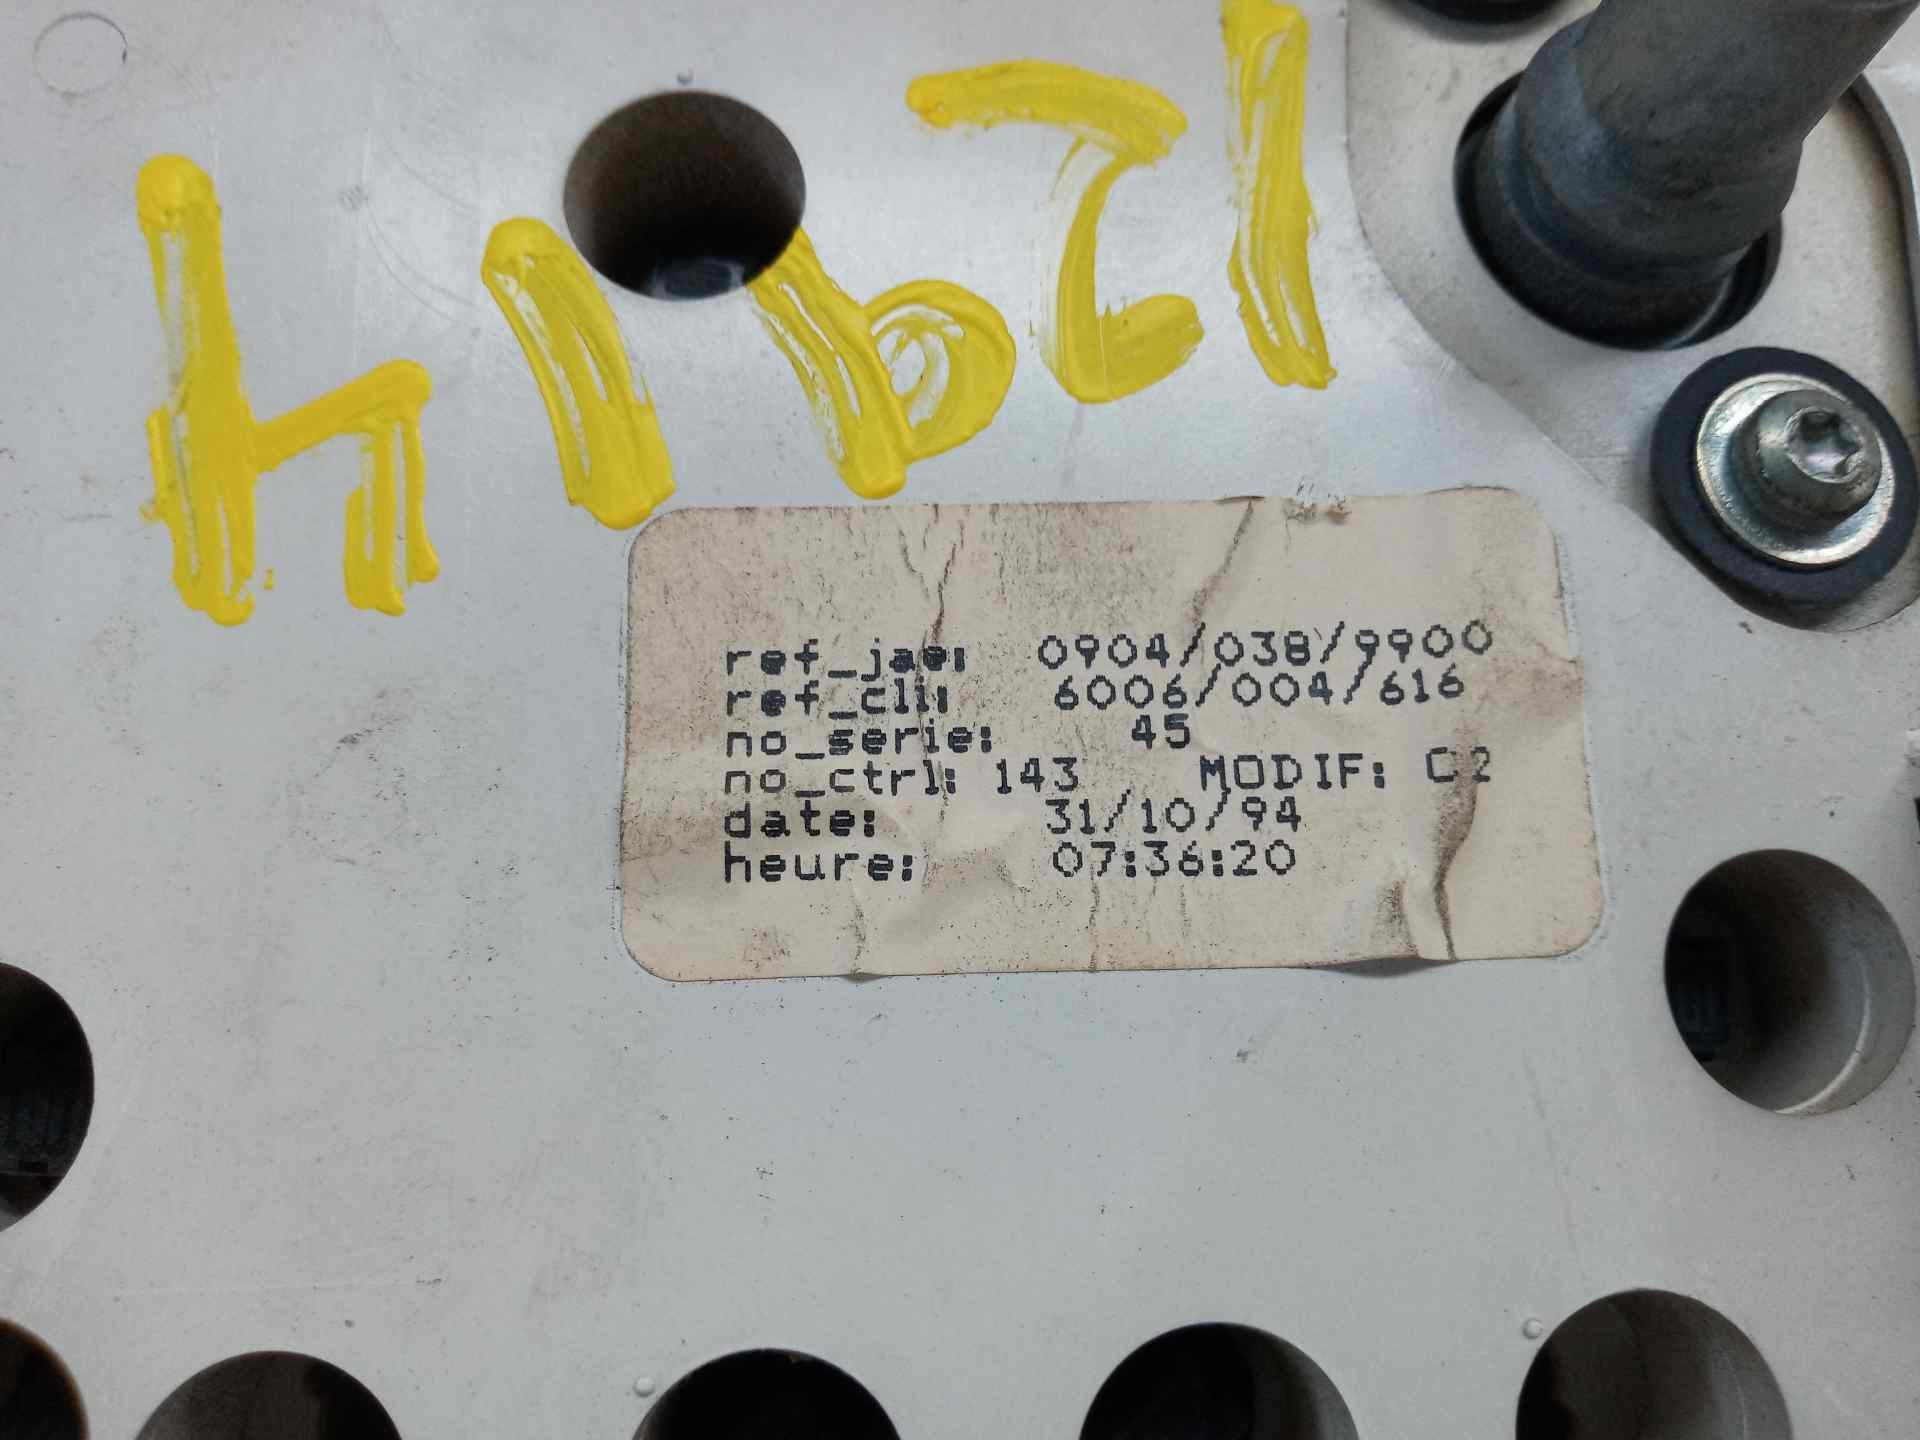 12914
ref_jae: 0904/038/9900
ref_cli: 6006/004/616
no_serie: 45
no_ctrl: 143 MODIF: C2
date: 31/10/94
heure: 07:36:20